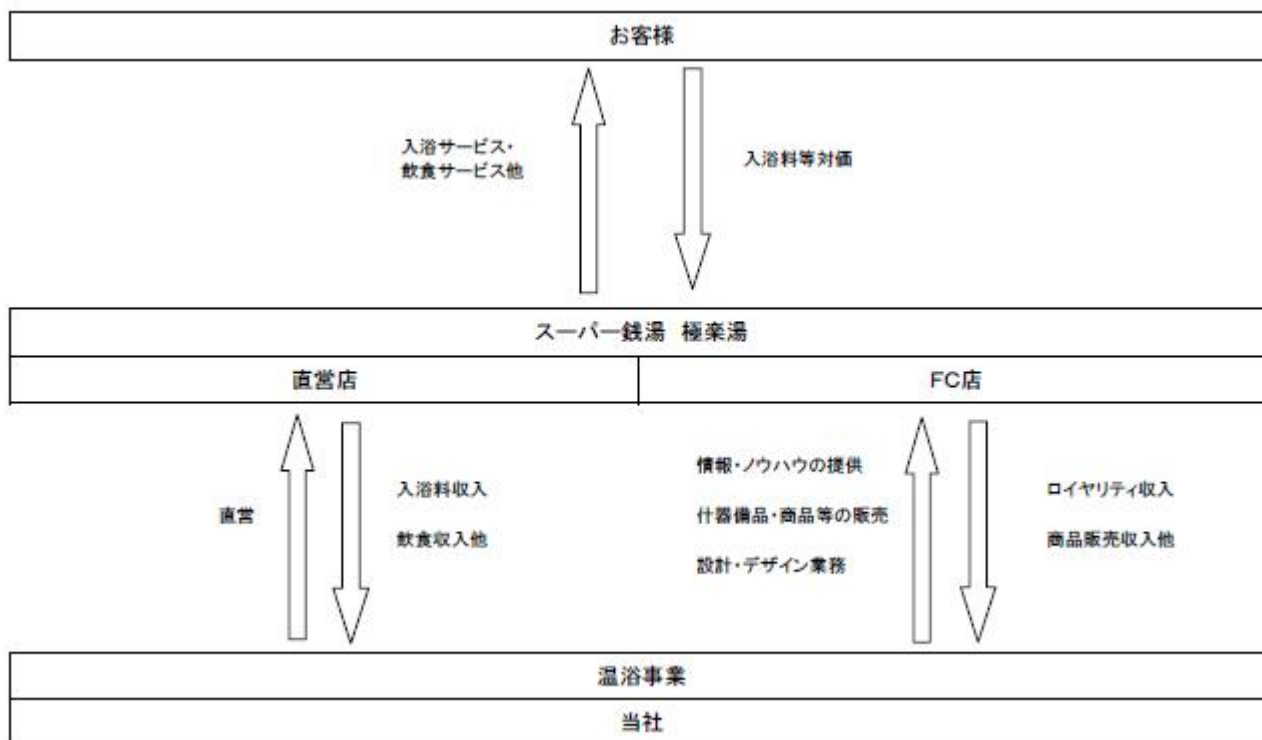 お客様
入浴サービス・
飲食サービス他
入浴料等対価
スーパー銭湯 極楽湯
直営店
FC店
直営
入浴料収入
飲食収入他
情報・ノウハウの提供
什器備品・商品等の販売
設計・デザイン業務
ロイヤリティ収入
商品販売収入他
温浴事業
当社